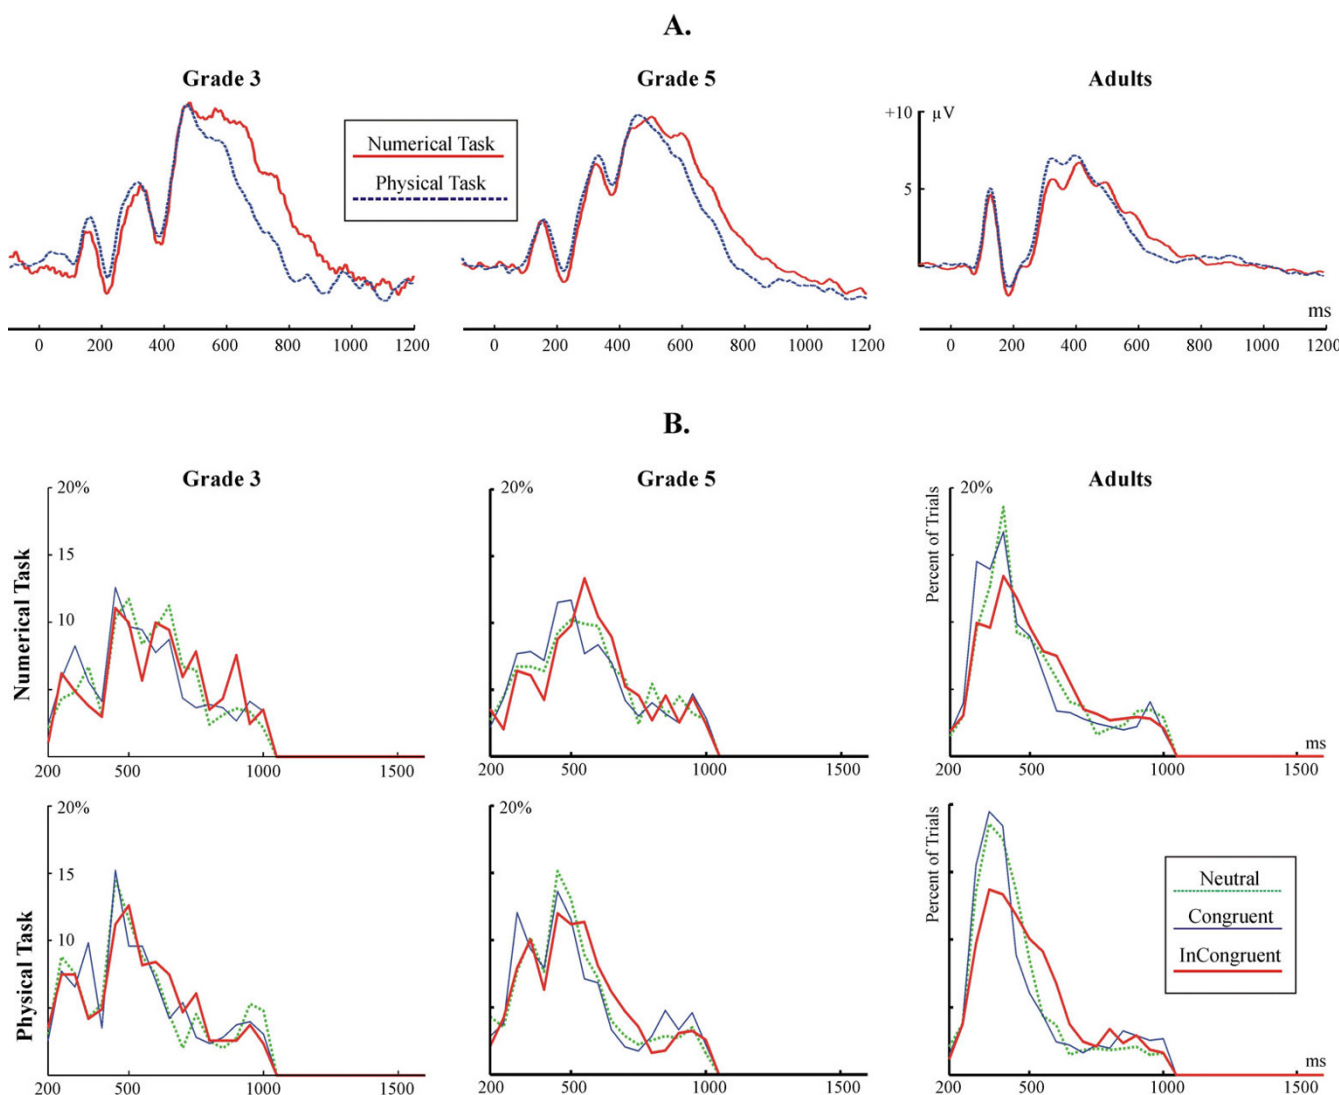 A.
Grade 3
Grade 5
Adults
Numerical Task
Physical Task
+10
µV
5
ms
0 200 400 600 800 1000 1200
0 200 400 600 800 1000 1200
0 200 400 600 800 1000 1200
B.
Grade 3
Grade 5
Adults
Numerical Task
20%
15
10
200 500 1000 1500
20%
200 500 1000 1500
Percent of Trials
20%
ms
200 500 1000 1500
Physical Task
20%
15
10
200 500 1000 1500
20%
200 500 1000 1500
Percent of Trials
Neutral
Congruent
InCongruent
ms
200 500 1000 1500